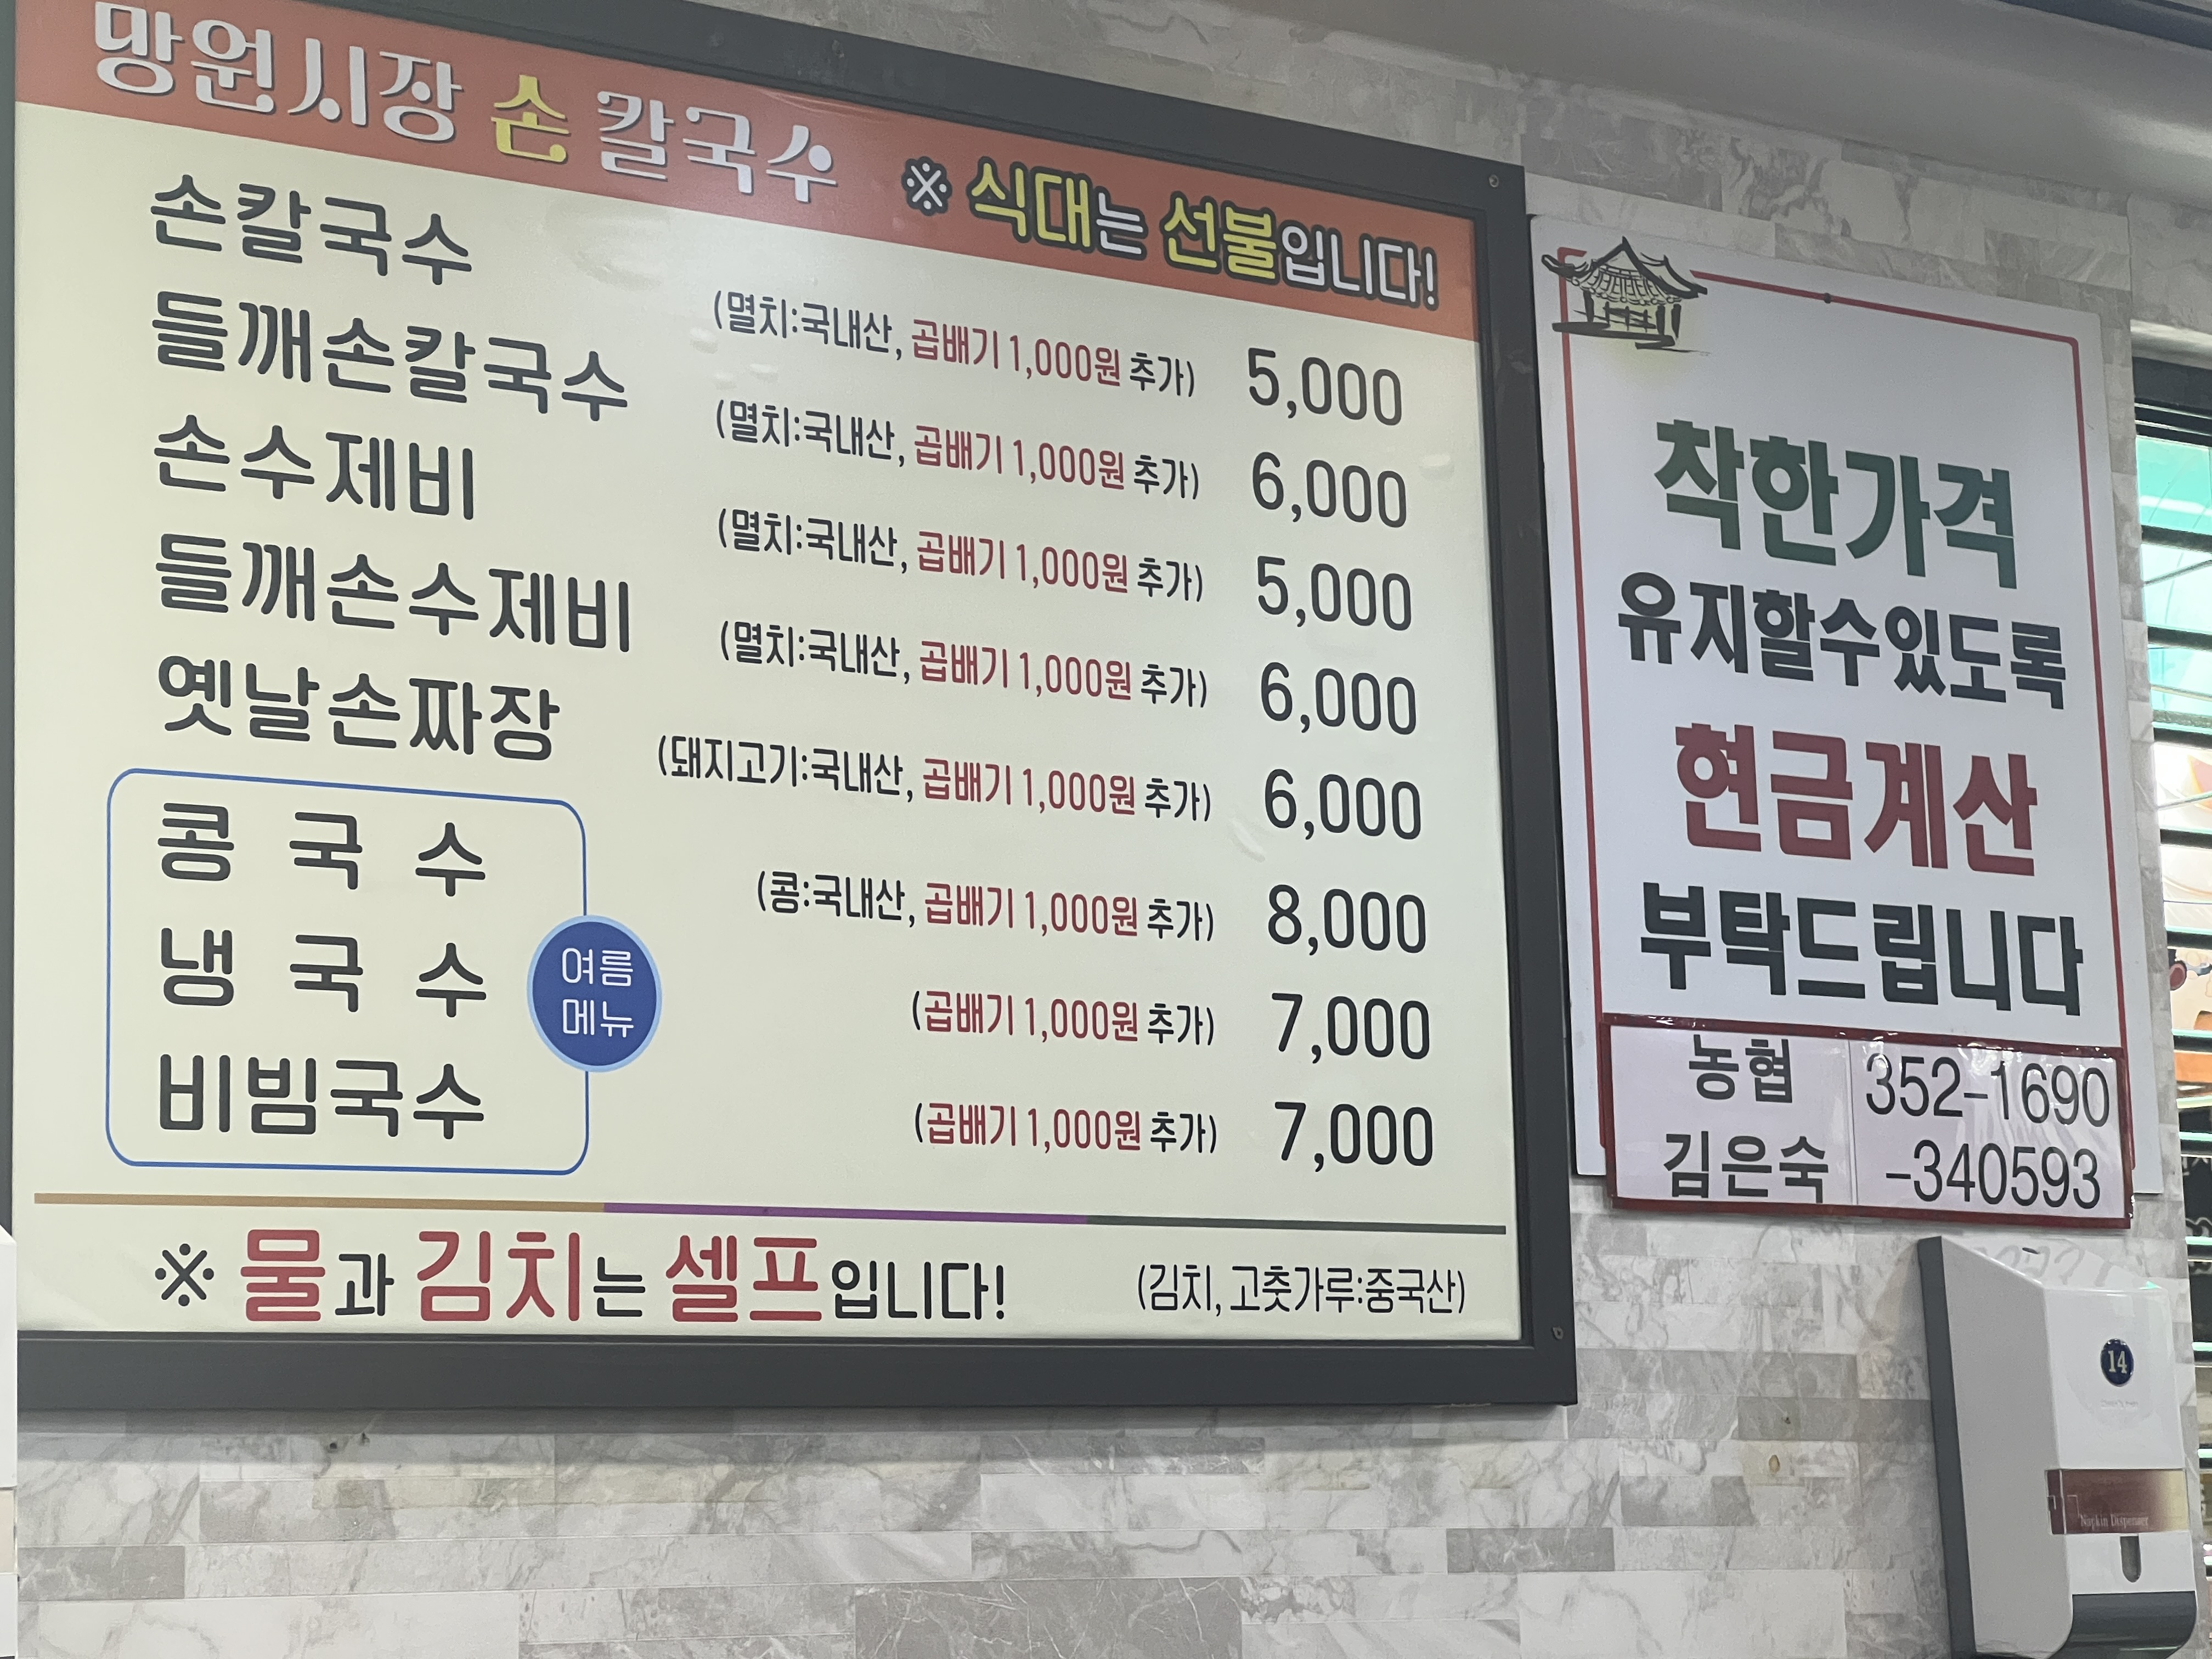 망원시장 손 칼국수 ※ 식대는 선불입니다!
손칼국수 (멸치:국내산, 곱배기 1,000원 추가) 5,000
들깨손칼국수 (멸치:국내산, 곱배기 1,000원 추가) 6,000
손수제비 (멸치:국내산, 곱배기 1,000원 추가) 5,000
들깨손수제비 (멸치:국내산, 곱배기 1,000원 추가) 6,000
옛날손짜장 (돼지고기:국내산, 곱배기 1,000원 추가) 6,000
콩국수 (콩:국내산, 곱배기 1,000원 추가) 8,000
냉국수 (곱배기 1,000원 추가) 7,000
비빔국수 (곱배기 1,000원 추가) 7,000
여름
메뉴
※ 물과 김치는 셀프입니다! (김치, 고춧가루:중국산)
착한가격
유지할수있도록
현금계산
부탁드립니다
농협 352-1690
김은숙 -340593
14
Napkin Dispenser